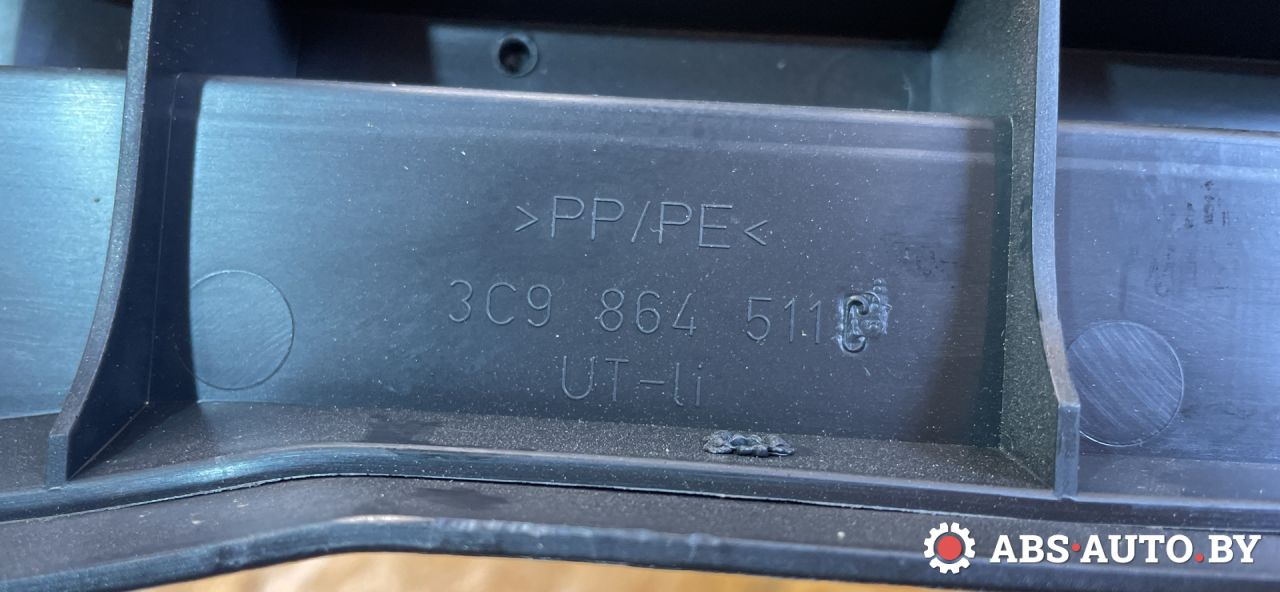 >PP/PE<
3C9 864 511C
UT-li
ABS·AUTO.BY